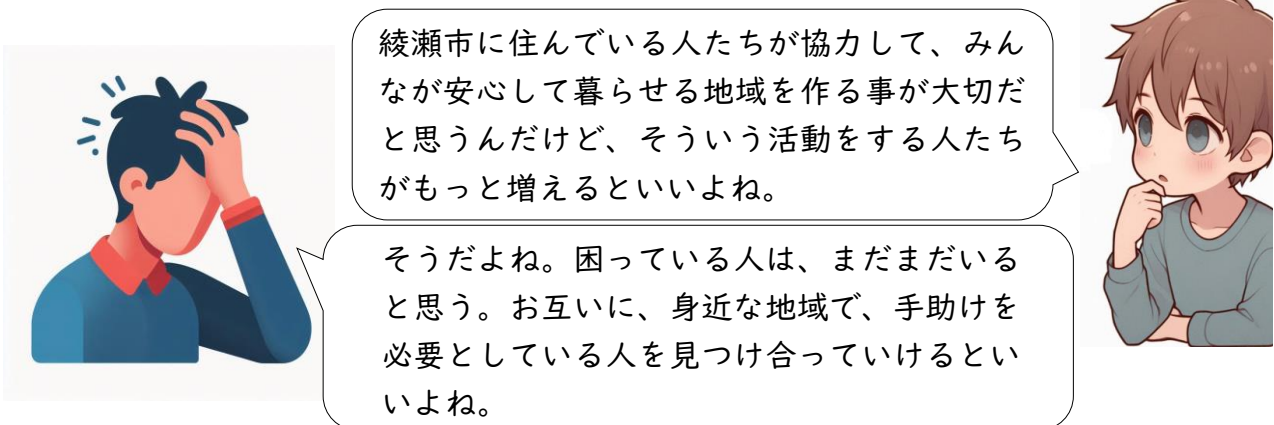 綾瀬市に住んでいる人たちが協力して、みん
なが安心して暮らせる地域を作る事が大切だ
と思うんだけど、そういう活動をする人たち
がもっと増えるといいよね。
そうだよね。困っている人は、まだまだいる
と思う。お互いに、身近な地域で、手助けを
必要としている人を見つけ合っていけるとい
いよね。